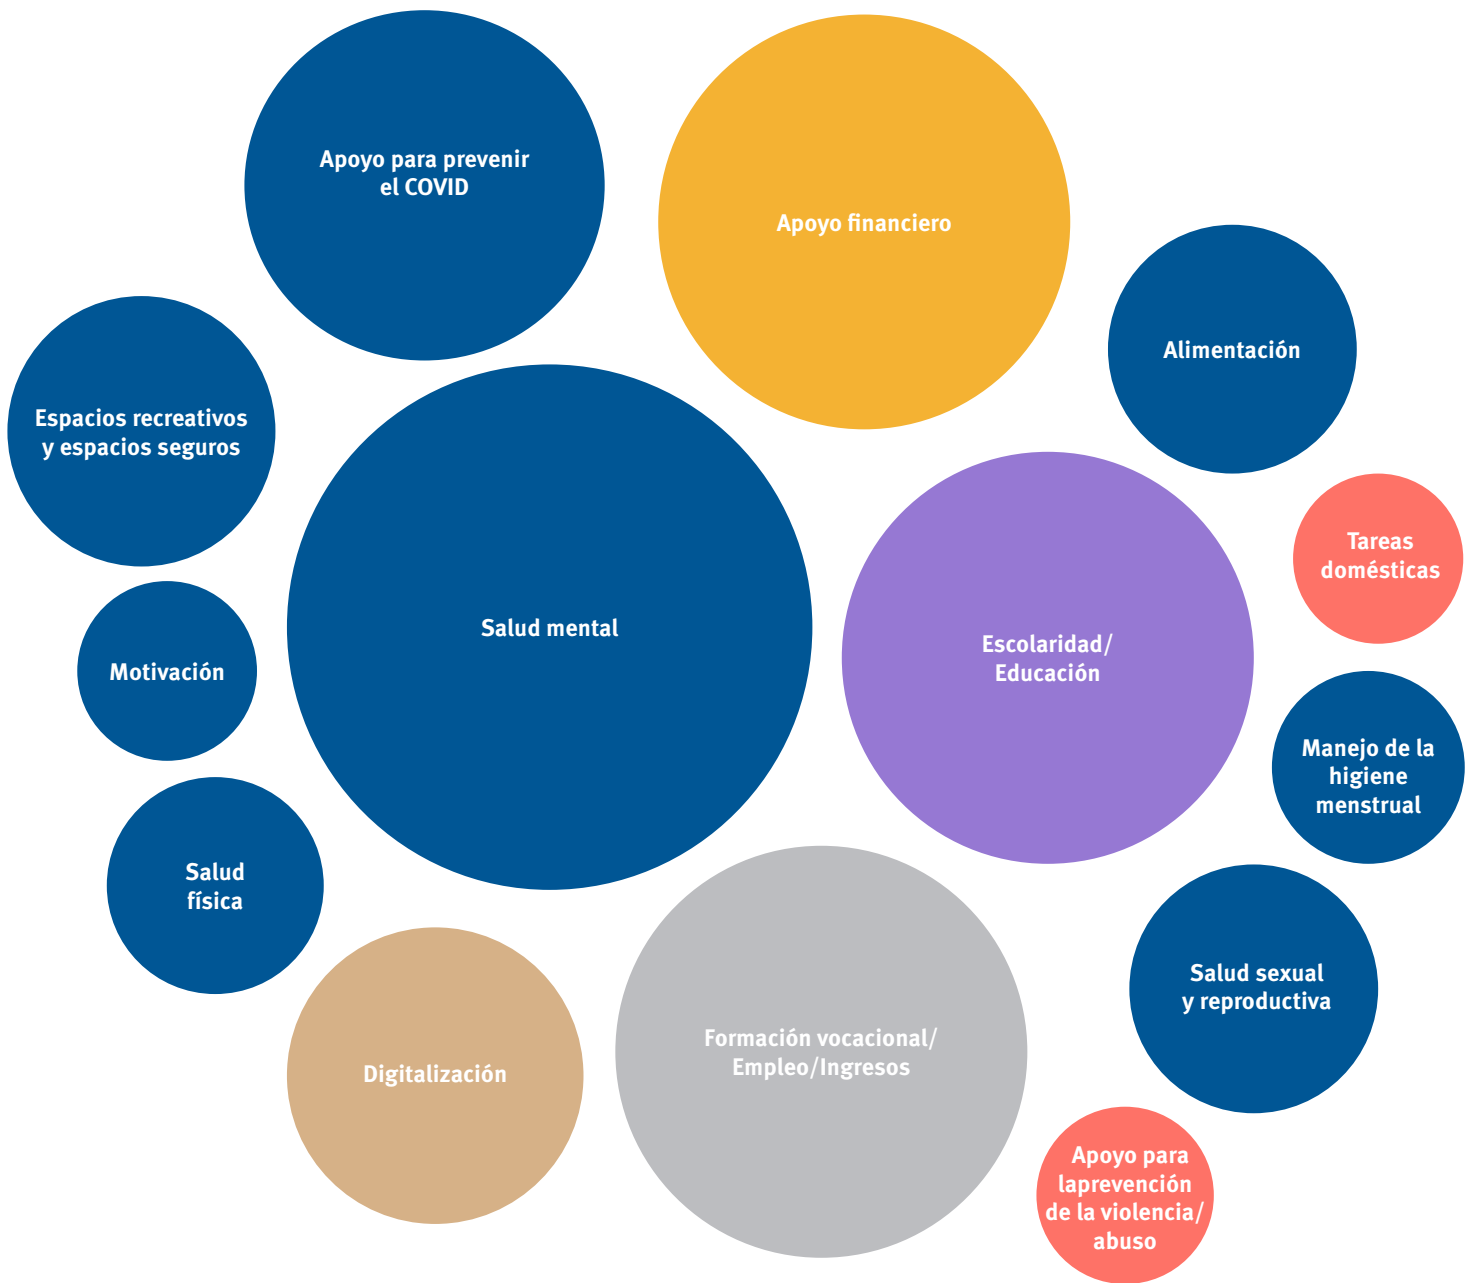 Apoyo para prevenir
el COVID
Apoyo financiero
Alimentación
Espacios recreativos
y espacios seguros
Tareas
domésticas
Salud mental
Escolaridad/
Educación
Motivación
Manejo de la
higiene
menstrual
Salud
física
Salud sexual
y reproductiva
Formación vocacional/
Empleo/Ingresos
Digitalización
Apoyo para
laprevención
de la violencia/
abuso